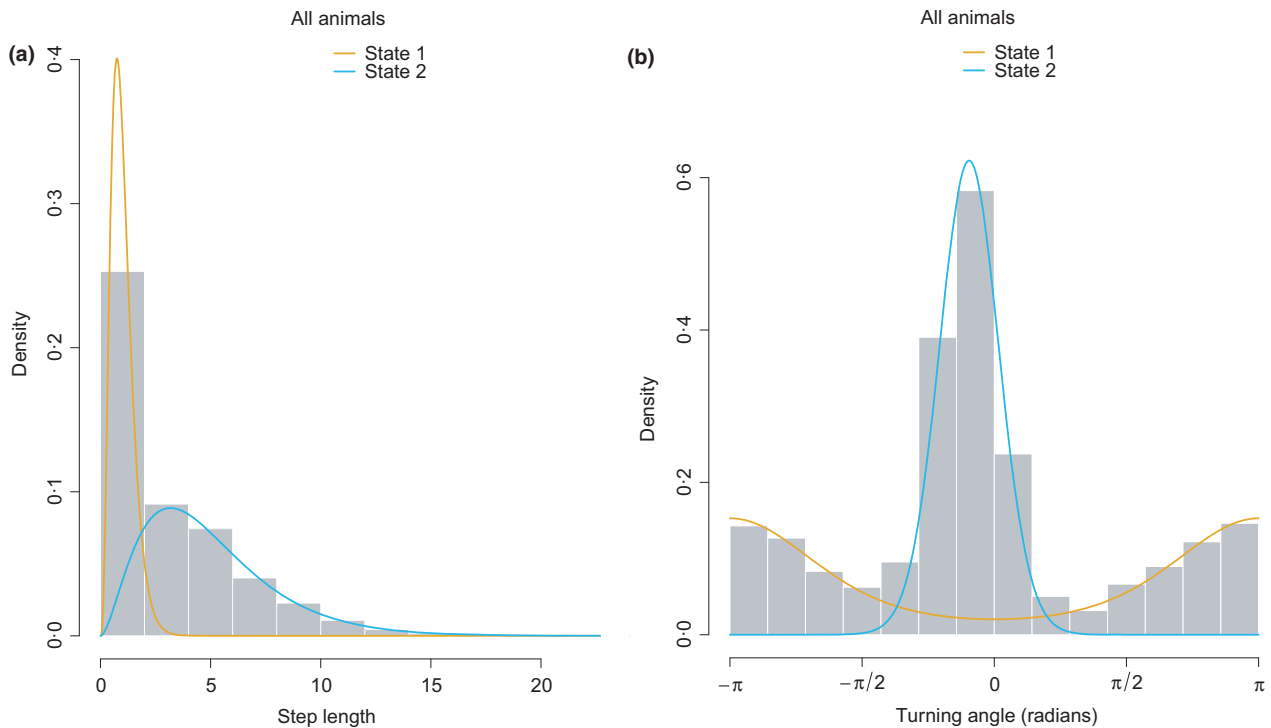 All animals
(a)
State 1
State 2
0·4
0·3
0·2
0·1
0·0
Density
0
5
10
15
20
Step length
All animals
(b)
State 1
State 2
0·6
0·4
0·2
0·0
Density
−π
−π/2
0
π/2
π
Turning angle (radians)